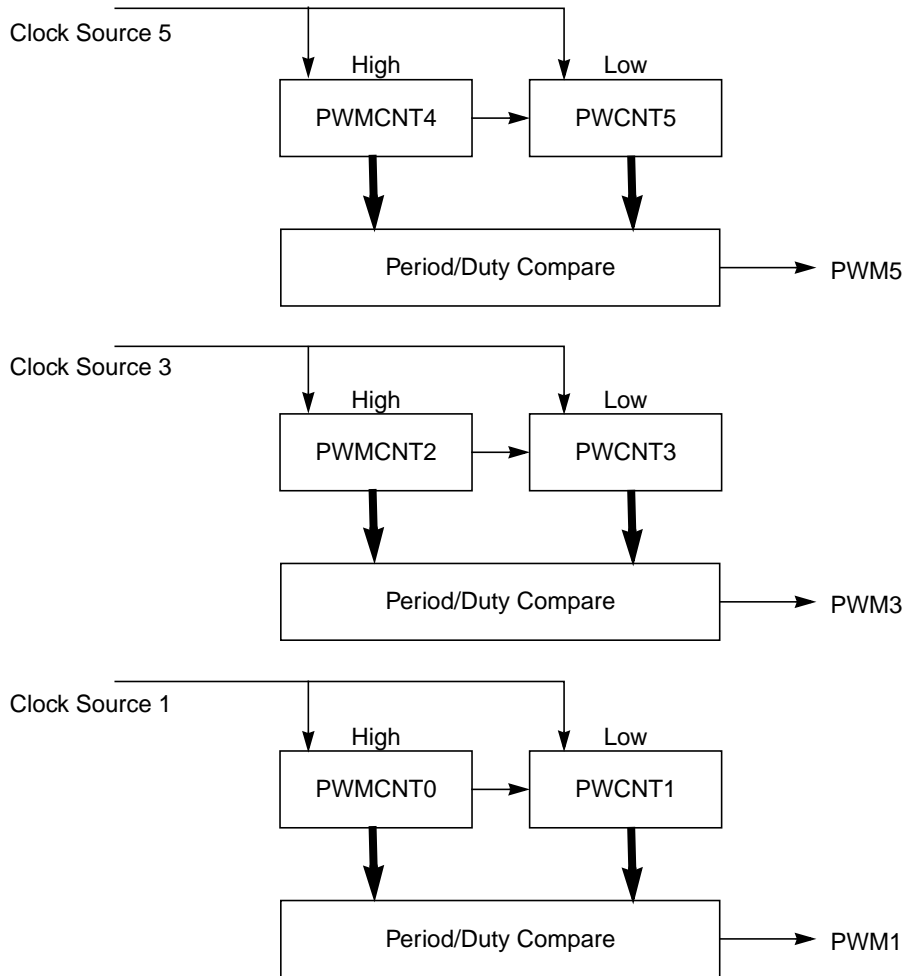 Clock Source 5
High Low
PWMCNT4 PWCNT5
Period/Duty Compare
PWM5
Clock Source 3
High Low
PWMCNT2 PWCNT3
Period/Duty Compare
PWM3
Clock Source 1
High Low
PWMCNT0 PWCNT1
Period/Duty Compare
PWM1